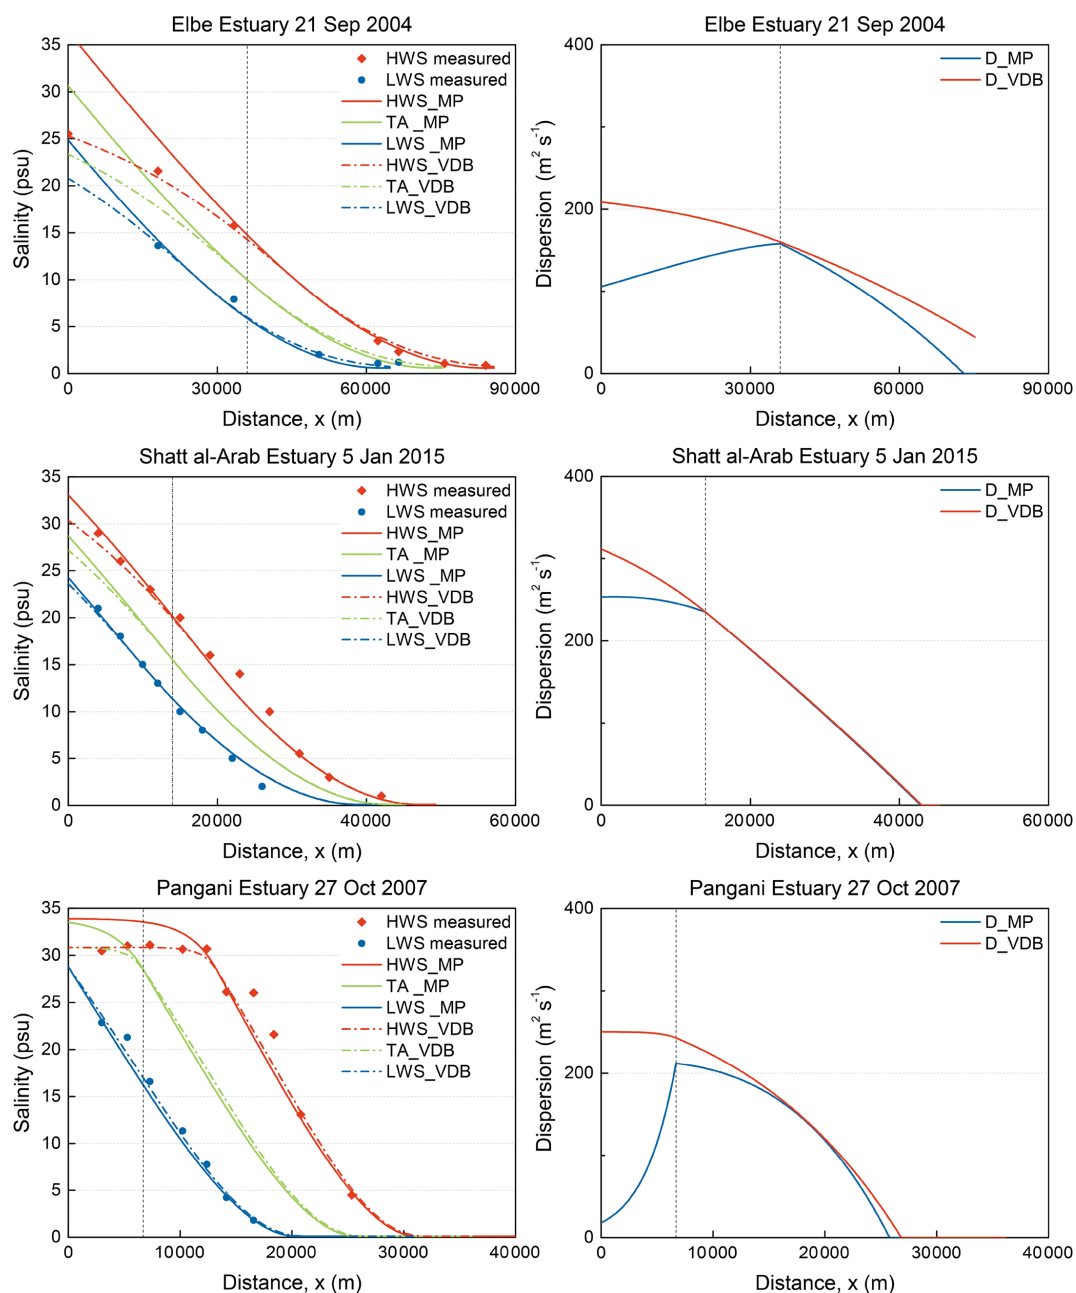 Elbe Estuary 21 Sep 2004
35
30
25
20
15
10
5
0
Salinity (psu)
HWS measured
LWS measured
HWS_MP
TA _MP
LWS _MP
HWS_VDB
TA_VDB
LWS_VDB
0 30000 60000 90000
Distance, x (m)
Elbe Estuary 21 Sep 2004
400
200
0
Dispersion (m² s⁻¹)
D_MP
D_VDB
0 30000 60000 90000
Distance, x (m)
Shatt al-Arab Estuary 5 Jan 2015
35
30
25
20
15
10
5
0
Salinity (psu)
HWS measured
LWS measured
HWS_MP
TA _MP
LWS _MP
HWS_VDB
TA_VDB
LWS_VDB
0 20000 40000 60000
Distance, x (m)
Shatt al-Arab Estuary 5 Jan 2015
400
200
0
Dispersion (m² s⁻¹)
D_MP
D_VDB
0 20000 40000 60000
Distance, x (m)
Pangani Estuary 27 Oct 2007
35
30
25
20
15
10
5
0
Salinity (psu)
HWS measured
LWS measured
HWS_MP
TA _MP
LWS _MP
HWS_VDB
TA_VDB
LWS_VDB
0 10000 20000 30000 40000
Distance, x (m)
Pangani Estuary 27 Oct 2007
400
200
0
Dispersion (m² s⁻¹)
D_MP
D_VDB
0 10000 20000 30000 40000
Distance, x (m)